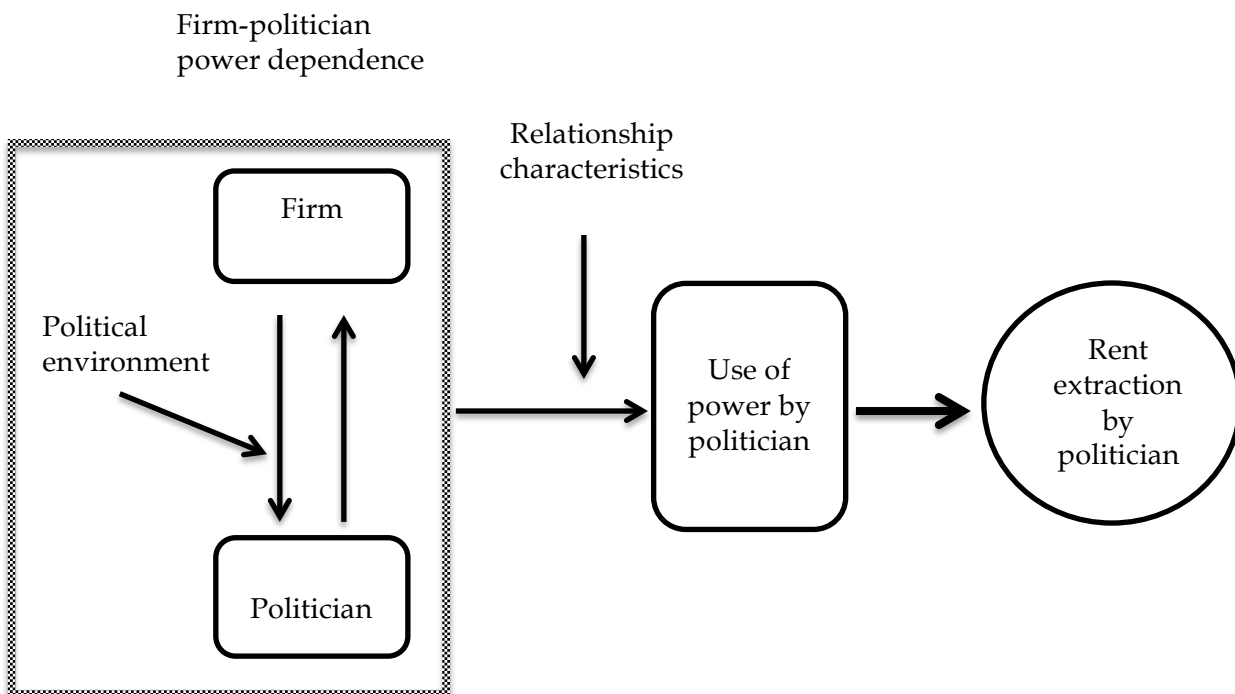 Firm-politician
power dependence
Relationship
characteristics
Firm
Political
environment
Use of
power by
politician
Rent
extraction
by
politician
Politician